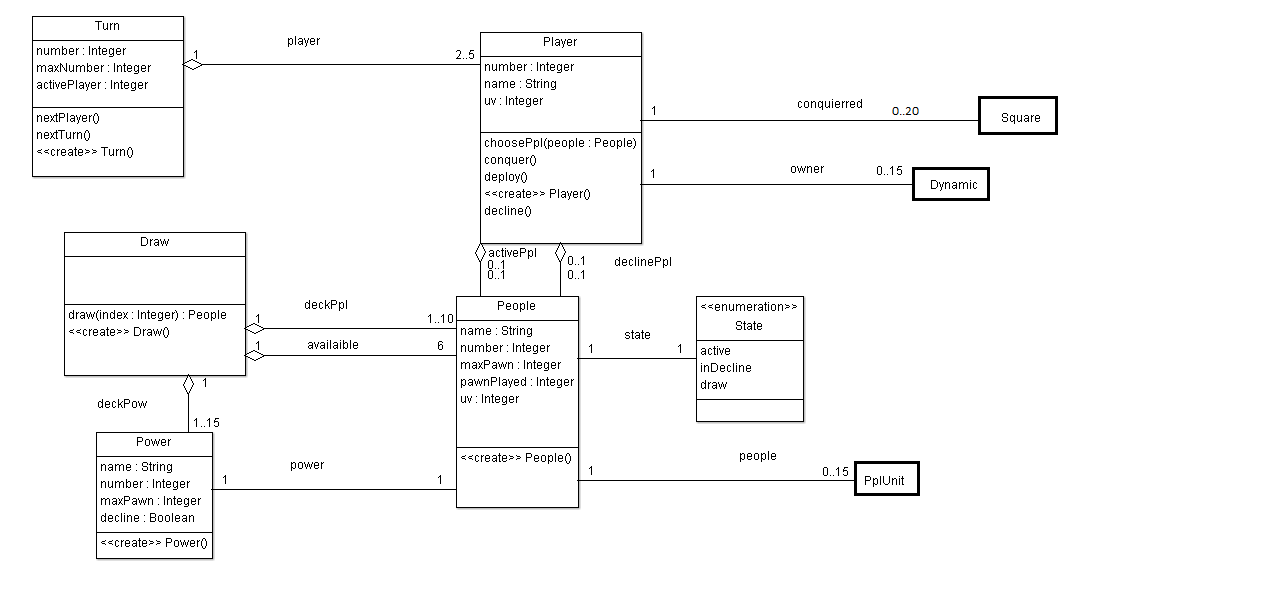 Turn
number : Integer
maxNumber : Integer
activePlayer : Integer
nextPlayer()
nextTurn()
<<create>> Turn()
1
player
2..5
Player
number : Integer
name : String
uv : Integer
choosePpl(people : People)
conquer()
deploy()
<<create>> Player()
decline()
1
conquierred
0..20
Square
1
owner
0..15
Dynamic
activePpl
0..1
0..1
0..1
0..1
declinePpl
Draw
draw(index : Integer) : People
<<create>> Draw()
1
deckPpl
1..10
1
availaible
6
1
deckPow
1..15
People
name : String
number : Integer
maxPawn : Integer
pawnPlayed : Integer
uv : Integer
<<create>> People()
1
state
1
<<enumeration>>
State
active
inDecline
draw
Power
name : String
number : Integer
maxPawn : Integer
decline : Boolean
<<create>> Power()
1
power
1
1
people
0..15
PplUnit